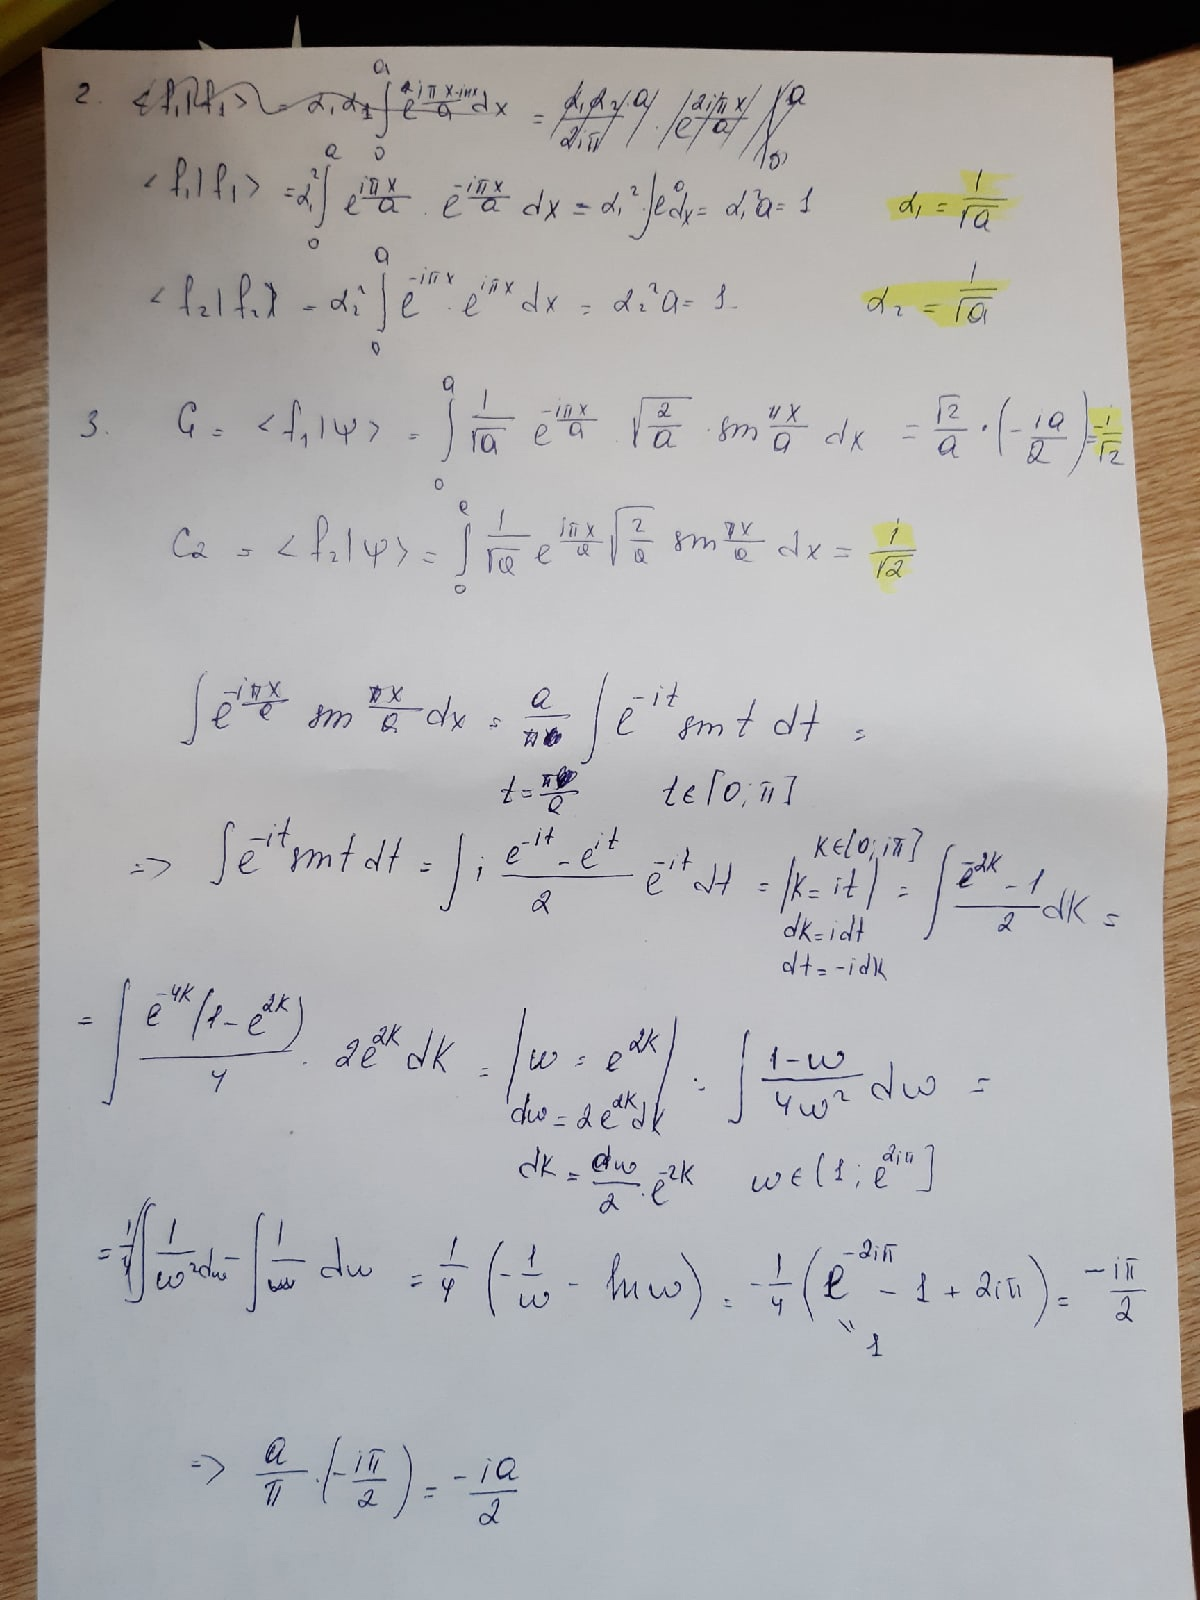 2. <f₁|f₁> = α₁α₁ ∫₀ᵃ e^(2iπx-iπx/a) dx = α₁α₂·a/2iπ · (e^(2iπx/a))|₀ᵃ
<f₁|f₁> = α₁² ∫₀ᵃ e^(iπx/a) · e^(-iπx/a) dx = α₁² · ∫e⁰dx = α₁²a = 1 α₁ = 1/√a
<f₂|f₂> = α₂² ∫₀ᵃ e^(-iπx) · e^(iπx) dx = α₂²a = 1 α₂ = 1/√a
3. C₁ = <f₁|ψ> = ∫₀ᵃ 1/√a e^(-iπx/a) · √(2/a) · sin πx/a dx = √2/a · (-ia/2) = -i/√2
C₂ = <f₂|ψ> = ∫₀ᵃ 1/√a e^(iπx/a) √(2/a) sin πx/a dx = i/√2
∫e^(-iπx/a) sin πx/a dx = a/π ∫e^(-it) sin t dt =
t = π/a t∈[0;π]
=> ∫e^(-it) sin t dt = ∫ i (e^(-it) - e^(it))/2 e^(-it) dt = |k = it| = ∫ (e^(-2k) - 1)/2 dk =
k∈[0;iπ]
dk = idt
dt = -idk
= ∫ e^(-4k)(1 - e^(2k))/4 · 2e^(2k) dk = |w = e^(2k)| = ∫ (1-w)/4w² dw =
dw = 2e^(2k)dk
dk = dw/2 · e^(-2k) w∈[1; e^(2iπ)]
= 1/4 ∫ 1/w² dw - ∫ 1/w dw = 1/4 (-1/w - ln w) = -1/4 (e^(-2iπ) - 1 + 2iπ) = -iπ/2
" 1
=> a/π · (-iπ/2) = -ia/2